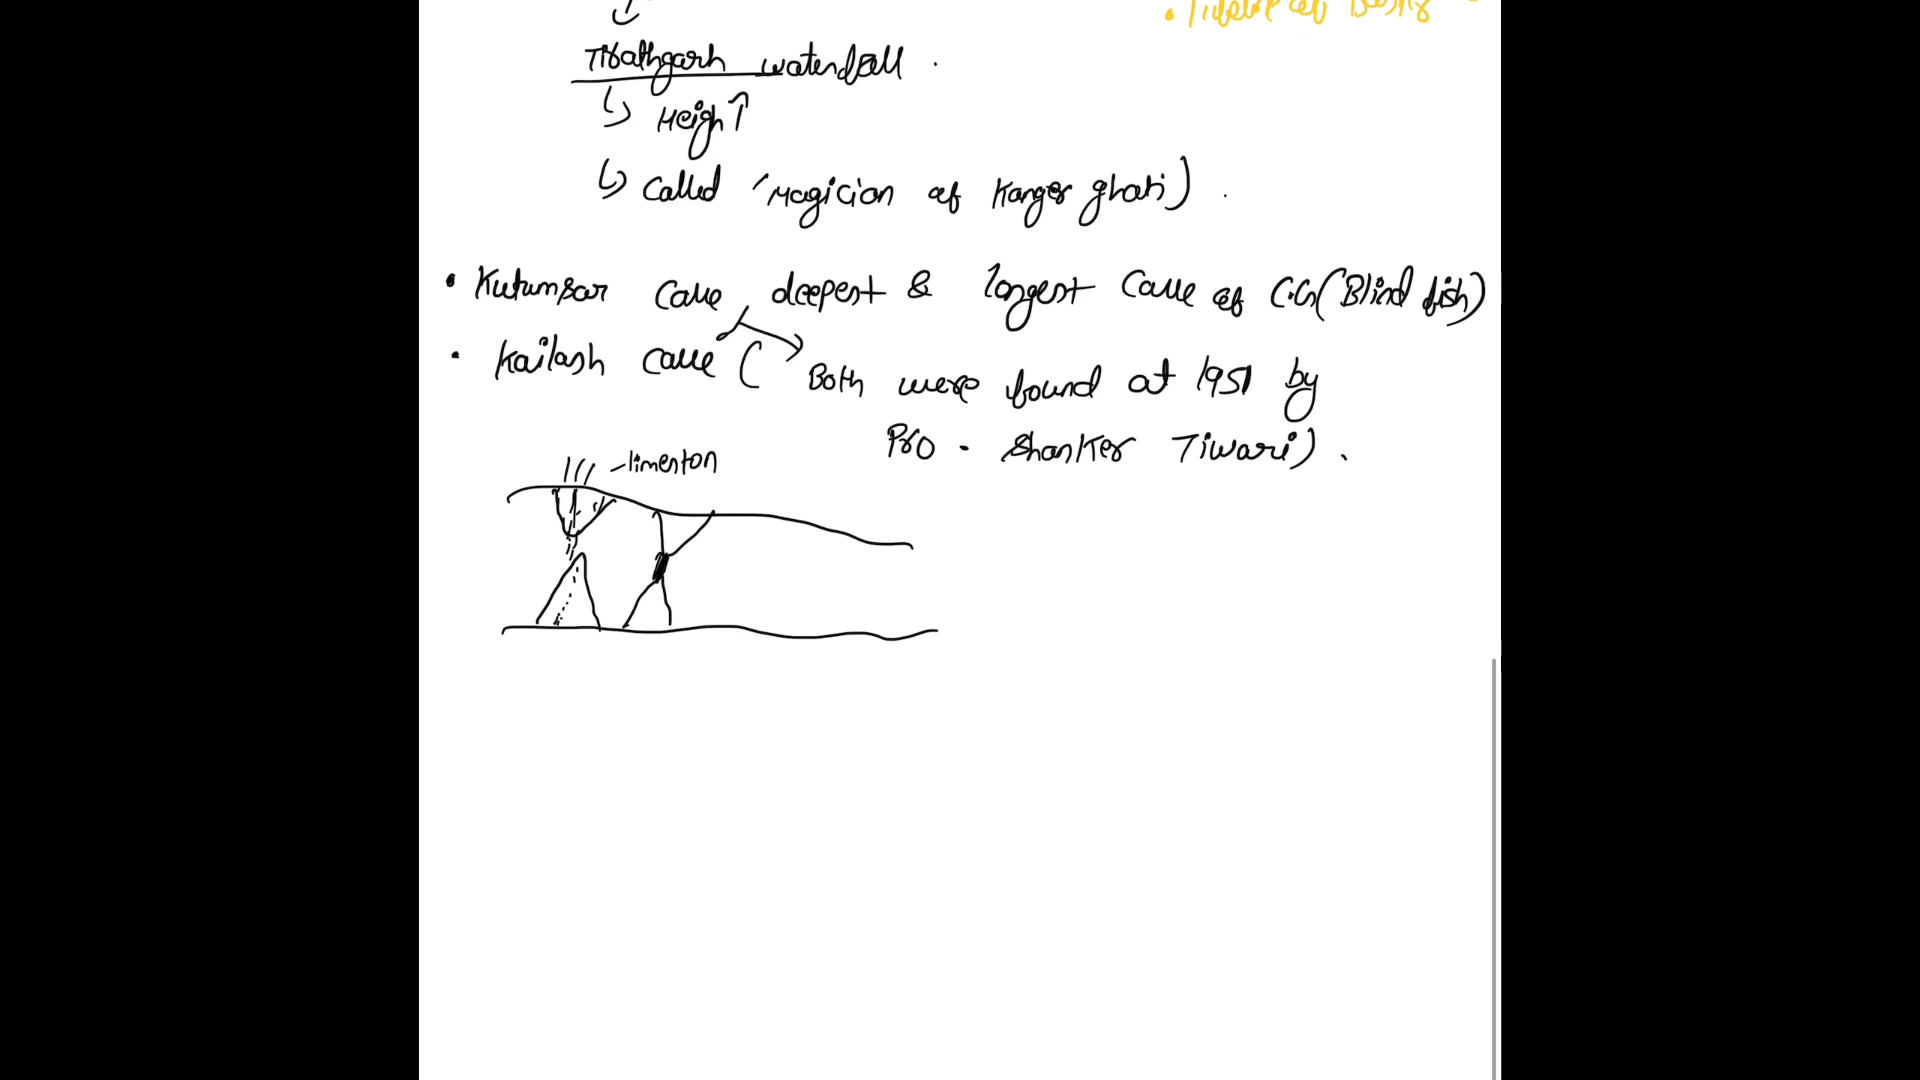 Tirathgarh waterfall .
↳ Heigh↑
↳ Called 'Magician of Kanger ghati) .
• Kutumsar Cave, deepest & longest Cave of C.G(Blind fish)
• Kailash cave ( Both were found at 1951 by
Pro - Shanker Tiwari) .
- limeston